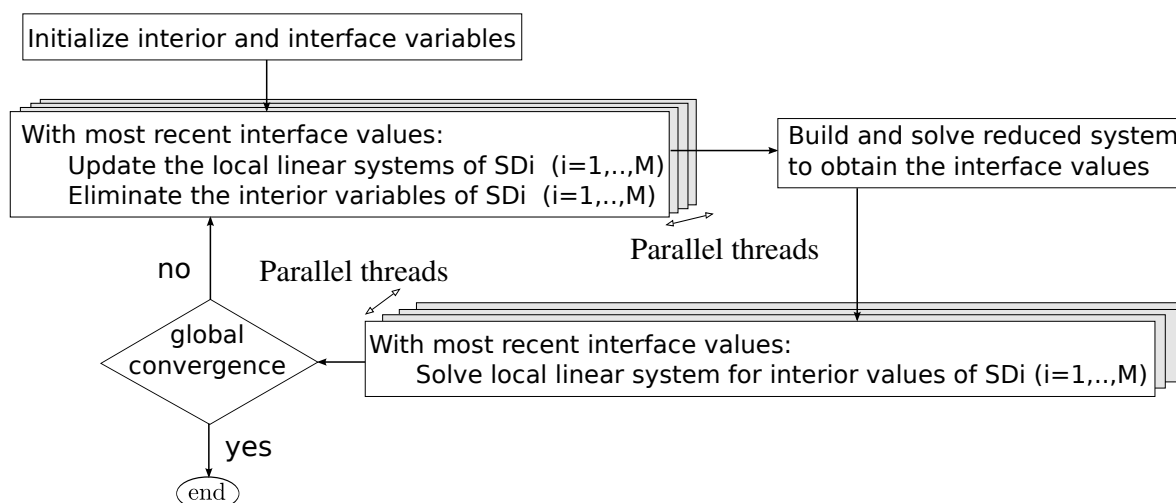 Initialize interior and interface variables
With most recent interface values:
Update the local linear systems of SDi (i=1,..,M)
Eliminate the interior variables of SDi (i=1,..,M)
Build and solve reduced system
to obtain the interface values
Parallel threads
no
Parallel threads
global
convergence
With most recent interface values:
Solve local linear system for interior values of SDi (i=1,..,M)
yes
end